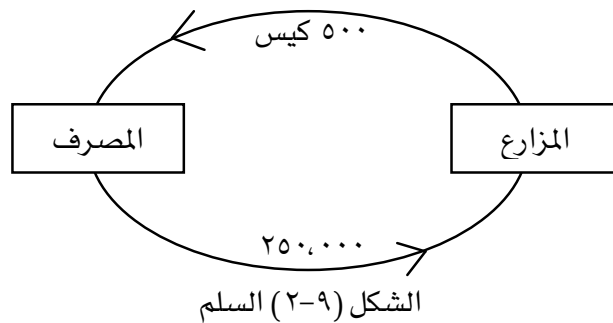 ٥٠٠ كيس
المزارع
المصرف
٢٥٠،٠٠٠
الشكل (٩-٢) السلم